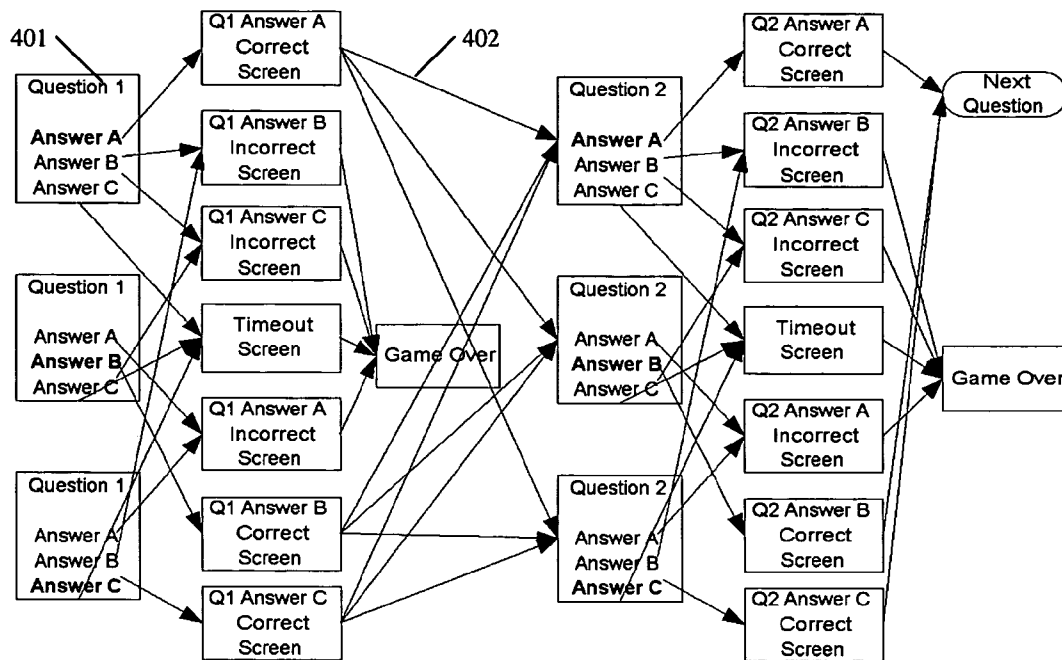 401
402
Question 1
Answer A
Answer B
Answer C
Question 1
Answer A
Answer B
Answer C
Question 1
Answer A
Answer B
Answer C
Q1 Answer A
Correct
Screen
Q1 Answer B
Incorrect
Screen
Q1 Answer C
Incorrect
Screen
Timeout
Screen
Q1 Answer A
Incorrect
Screen
Q1 Answer B
Correct
Screen
Q1 Answer C
Correct
Screen
Game Over
Question 2
Answer A
Answer B
Answer C
Question 2
Answer A
Answer B
Answer C
Question 2
Answer A
Answer B
Answer C
Q2 Answer A
Correct
Screen
Q2 Answer B
Incorrect
Screen
Q2 Answer C
Incorrect
Screen
Timeout
Screen
Q2 Answer A
Incorrect
Screen
Q2 Answer B
Correct
Screen
Q2 Answer C
Correct
Screen
Next
Question
Game Over